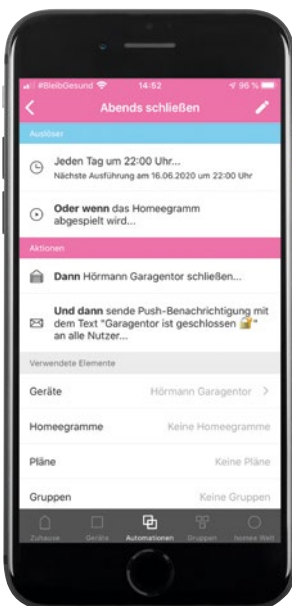 #BleibGesund 14:52 96 %
Abends schließen
Auslöser
Jeden Tag um 22:00 Uhr...
Nächste Ausführung am 16.06.2020 um 22:00 Uhr
Oder wenn das Homeegramm
abgespielt wird...
Aktionen
Dann Hörmann Garagentor schließen...
Und dann sende Push-Benachrichtigung mit
dem Text "Garagentor ist geschlossen 🔐"
an alle Nutzer...
Verwendete Elemente
Geräte Hörmann Garagentor
Homeegramme Keine Homeegramme
Pläne Keine Pläne
Gruppen Keine Gruppen
Zuhause Geräte Automationen Gruppen homee Welt